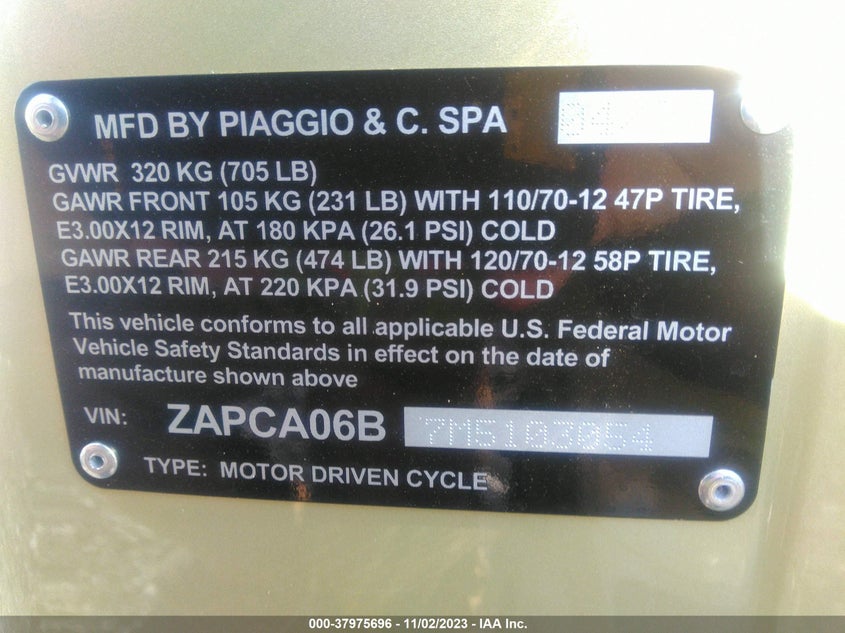 MFD BY PIAGGIO & C. SPA
GVWR 320 KG (705 LB)
GAWR FRONT 105 KG (231 LB) WITH 110/70-12 47P TIRE,
E3.00X12 RIM, AT 180 KPA (26.1 PSI) COLD
GAWR REAR 215 KG (474 LB) WITH 120/70-12 58P TIRE,
E3.00X12 RIM, AT 220 KPA (31.9 PSI) COLD
This vehicle conforms to all applicable U.S. Federal Motor
Vehicle Safety Standards in effect on the date of
manufacture shown above
VIN: ZAPCA06B 7M5103054
TYPE: MOTOR DRIVEN CYCLE
000-37975696 - 11/02/2023 - IAA Inc.